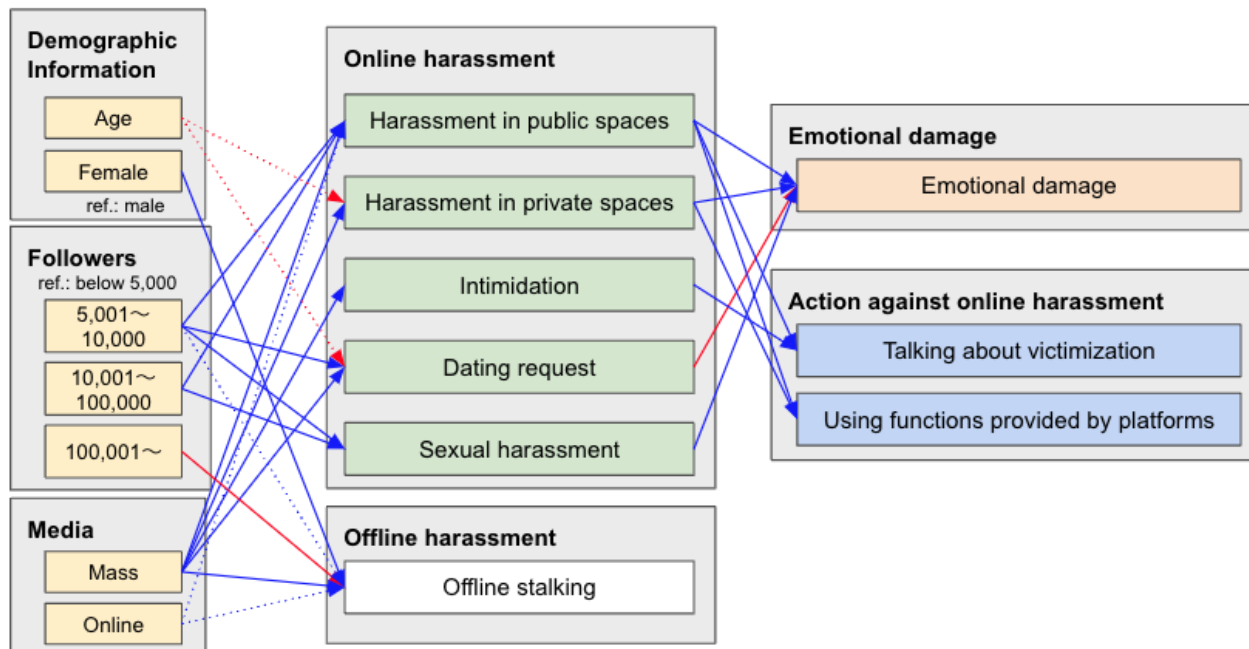 Demographic
Information
Age
Female
ref.: male
Followers
ref.: below 5,000
5,001～
10,000
10,001～
100,000
100,001～
Media
Mass
Online
Online harassment
Harassment in public spaces
Harassment in private spaces
Intimidation
Dating request
Sexual harassment
Offline harassment
Offline stalking
Emotional damage
Emotional damage
Action against online harassment
Talking about victimization
Using functions provided by platforms